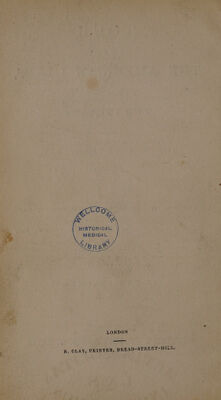 WELLCOME
HISTORICAL
MEDICAL
LIBRARY
LONDON
R. CLAY, PRINTER, BREAD-STREET-HILL.